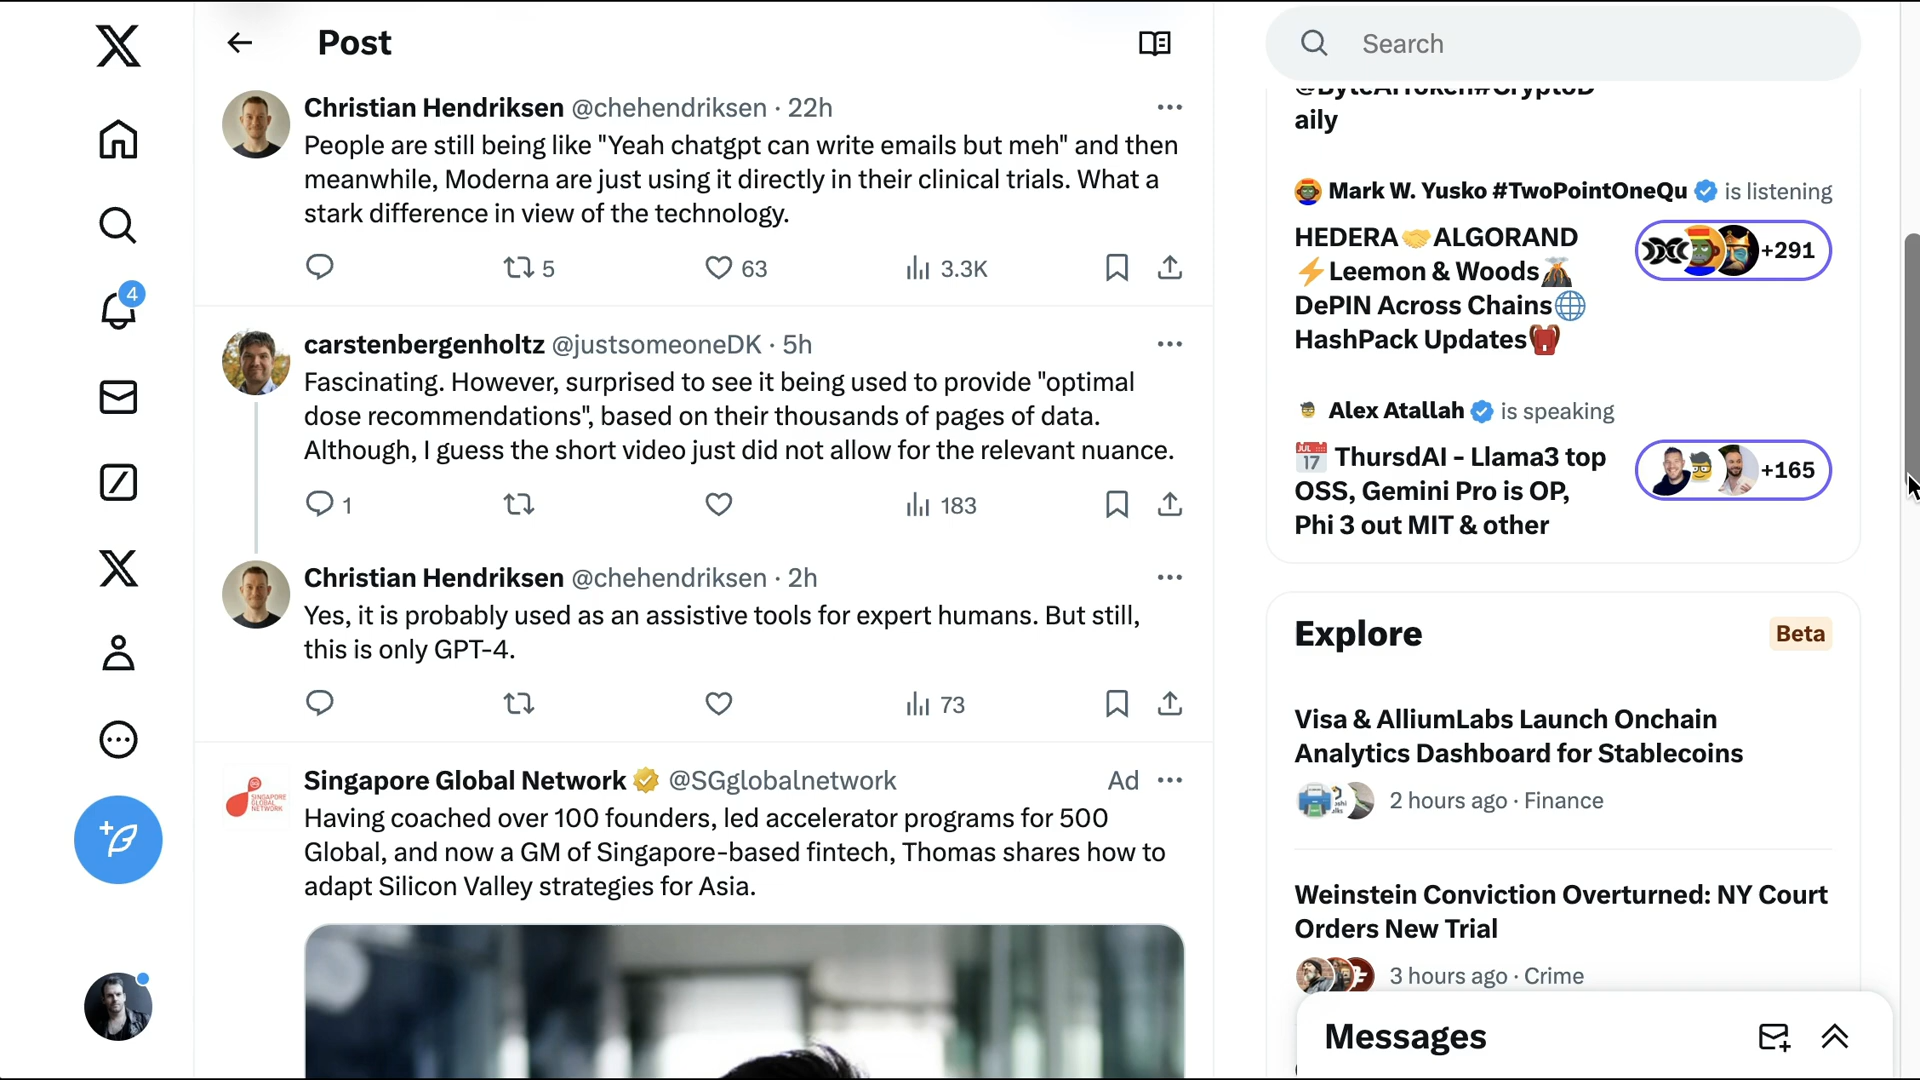 Post
Christian Hendriksen @chehendriksen · 22h
People are still being like "Yeah chatgpt can write emails but meh" and then
meanwhile, Moderna are just using it directly in their clinical trials. What a
stark difference in view of the technology.
5
63
3.3K
carstenbergenholtz @justsomeoneDK · 5h
Fascinating. However, surprised to see it being used to provide "optimal
dose recommendations", based on their thousands of pages of data.
Although, I guess the short video just did not allow for the relevant nuance.
1
183
Christian Hendriksen @chehendriksen · 2h
Yes, it is probably used as an assistive tools for expert humans. But still,
this is only GPT-4.
73
Singapore Global Network @SGglobalnetwork
Ad
SINGAPORE
GLOBAL
NETWORK
Having coached over 100 founders, led accelerator programs for 500
Global, and now a GM of Singapore-based fintech, Thomas shares how to
adapt Silicon Valley strategies for Asia.
4
Search
@ByteAIToken#CryptoD
aily
Mark W. Yusko #TwoPointOneQu is listening
HEDERA🤝ALGORAND
⚡Leemon & Woods🌋
DePIN Across Chains🌐
HashPack Updates🎒
+291
Alex Atallah is speaking
📅 ThursdAI - Llama3 top
OSS, Gemini Pro is OP,
Phi 3 out MIT & other
JUL
17
+165
Explore
Beta
Visa & AlliumLabs Launch Onchain
Analytics Dashboard for Stablecoins
2 hours ago · Finance
Weinstein Conviction Overturned: NY Court
Orders New Trial
3 hours ago · Crime
Messages